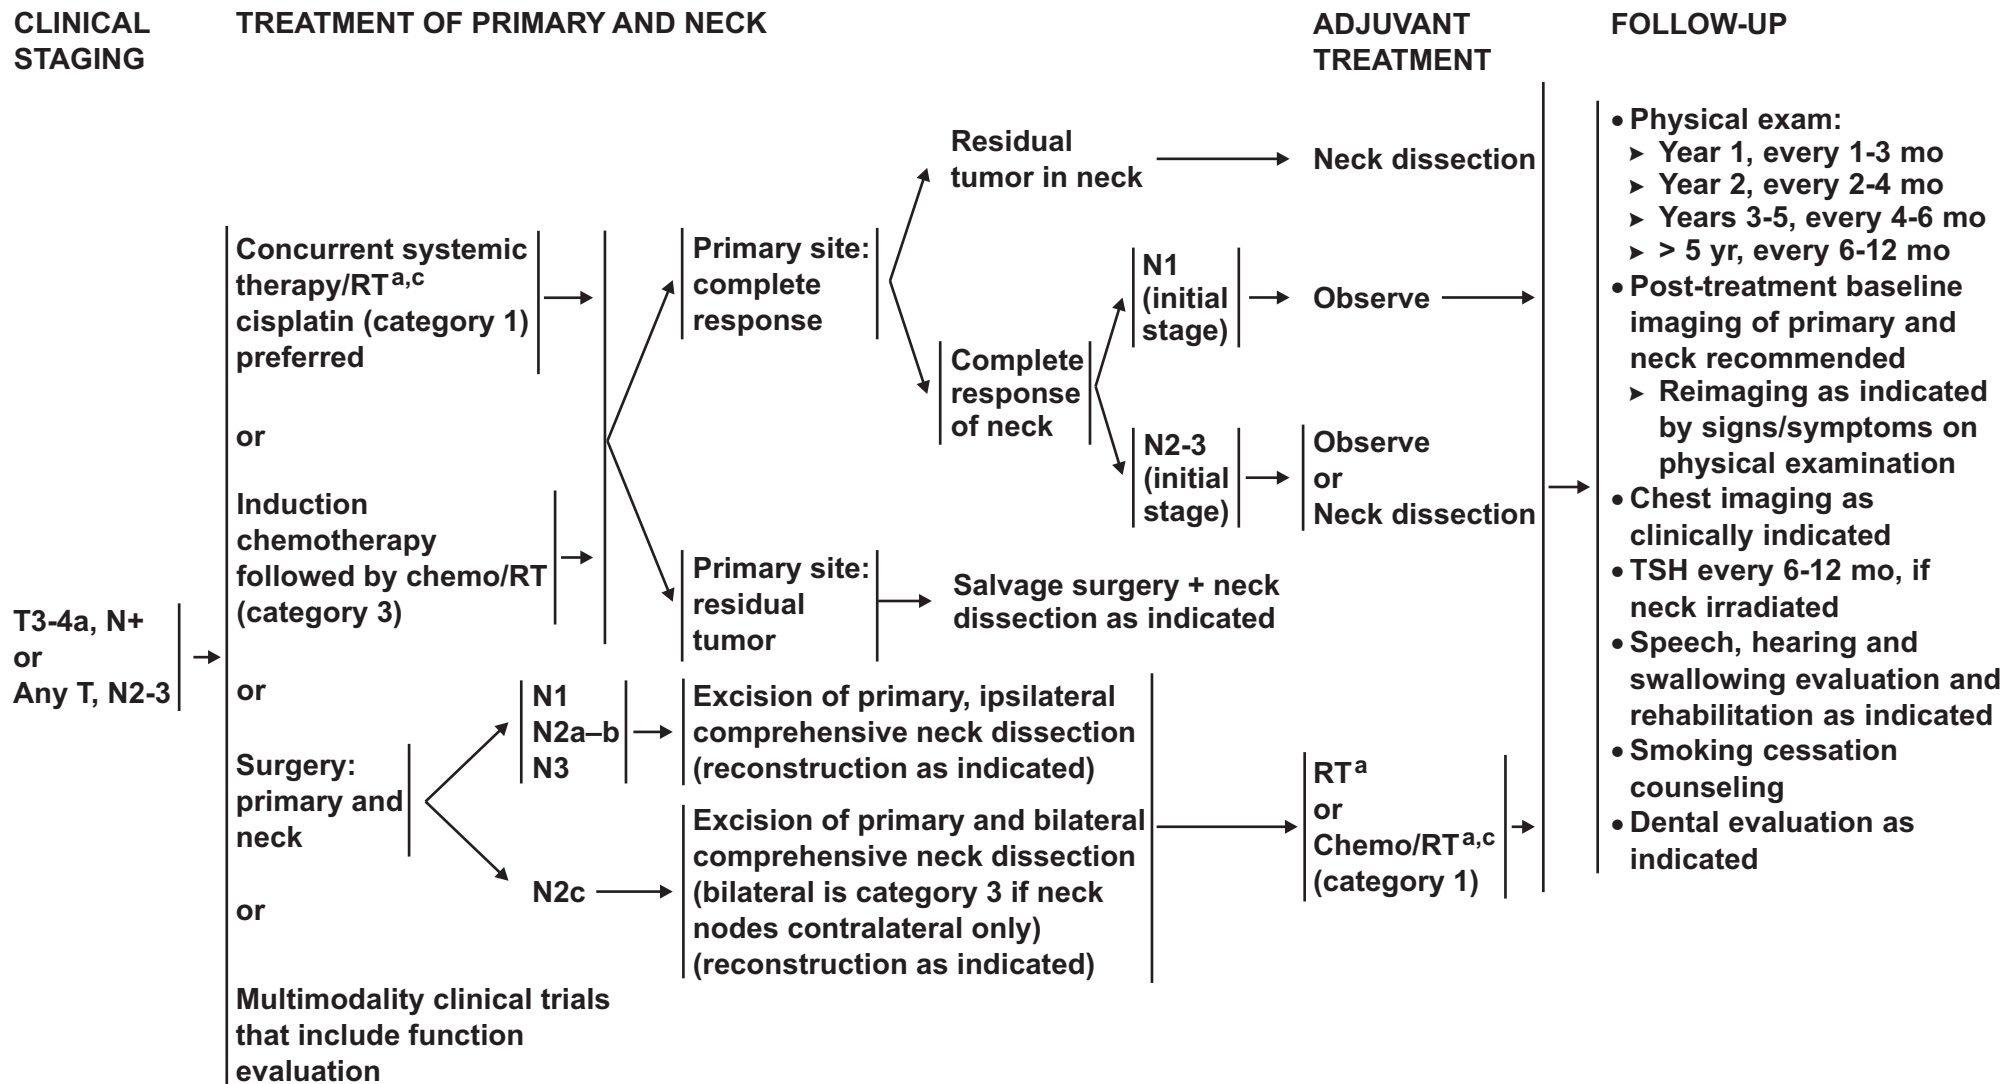 CLINICAL
STAGING
TREATMENT OF PRIMARY AND NECK
ADJUVANT
TREATMENT
FOLLOW-UP
T3-4a, N+
or
Any T, N2-3
Concurrent systemic
therapy/RT a,c
cisplatin (category 1)
preferred
or
Induction
chemotherapy
followed by chemo/RT
(category 3)
or
Surgery:
primary and
neck
or
Multimodality clinical trials
that include function
evaluation
Primary site:
complete
response
Residual
tumor in neck
Neck dissection
Complete
response
of neck
N1
(initial
stage)
Observe
N2-3
(initial
stage)
Observe
or
Neck dissection
Primary site:
residual
tumor
Salvage surgery + neck
dissection as indicated
N1
N2a–b
N3
Excision of primary, ipsilateral
comprehensive neck dissection
(reconstruction as indicated)
N2c
Excision of primary and bilateral
comprehensive neck dissection
(bilateral is category 3 if neck
nodes contralateral only)
(reconstruction as indicated)
RT a
or
Chemo/RT a,c
(category 1)
• Physical exam:
➤ Year 1, every 1-3 mo
➤ Year 2, every 2-4 mo
➤ Years 3-5, every 4-6 mo
➤ > 5 yr, every 6-12 mo
• Post-treatment baseline
imaging of primary and
neck recommended
➤ Reimaging as indicated
by signs/symptoms on
physical examination
• Chest imaging as
clinically indicated
• TSH every 6-12 mo, if
neck irradiated
• Speech, hearing and
swallowing evaluation and
rehabilitation as indicated
• Smoking cessation
counseling
• Dental evaluation as
indicated